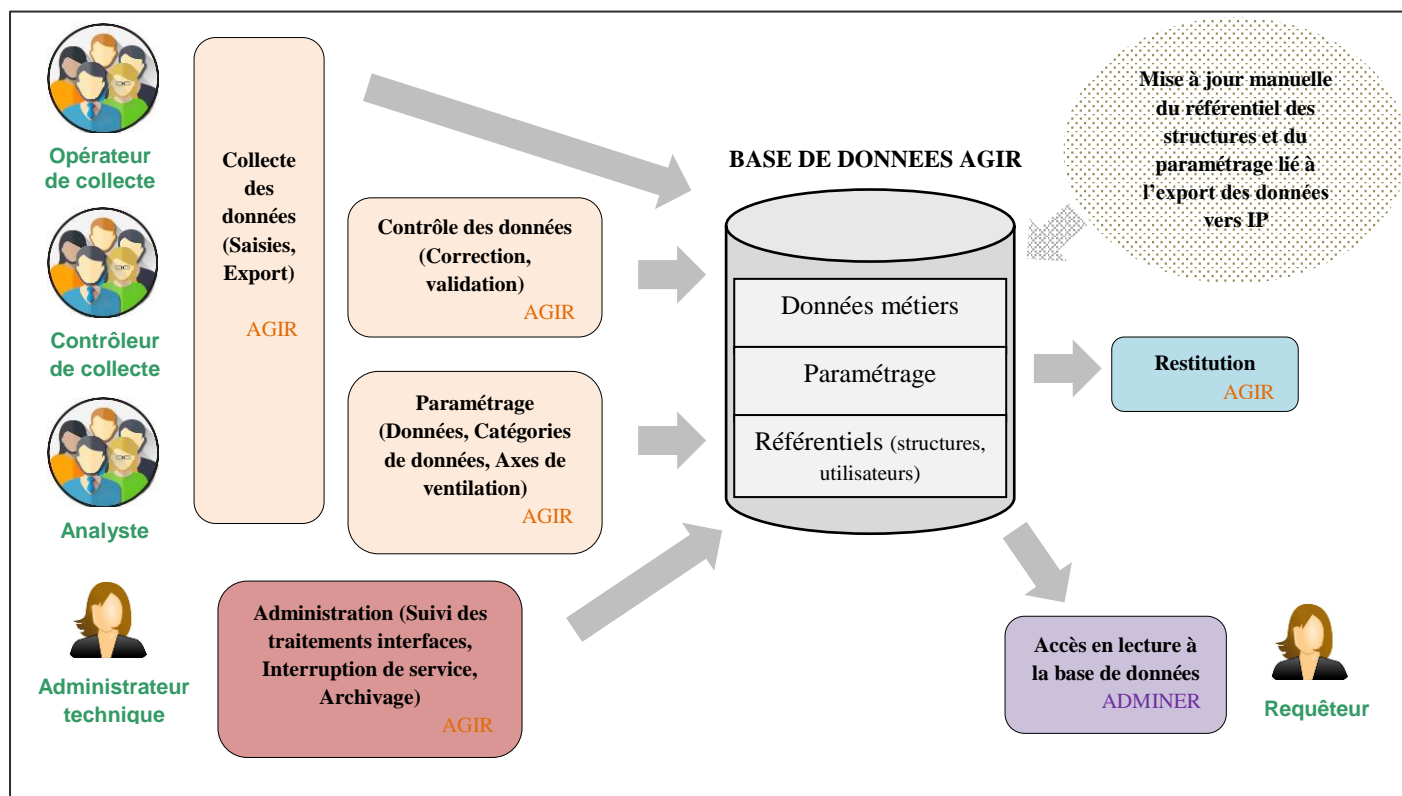 Opérateur
de collecte
Contrôleur
de collecte
Analyste
Administrateur
technique
Collecte
des
données
(Saisies,
Export)
AGIR
Contrôle des données
(Correction,
validation)
AGIR
Paramétrage
(Données, Catégories
de données, Axes de
ventilation)
AGIR
Administration (Suivi des
traitements interfaces,
Interruption de service,
Archivage)
AGIR
BASE DE DONNEES AGIR
Données métiers
Paramétrage
Référentiels (structures,
utilisateurs)
Mise à jour manuelle
du référentiel des
structures et du
paramétrage lié à
l’export des données
vers IP
Restitution
AGIR
Accès en lecture à
la base de données
ADMINER
Requêteur